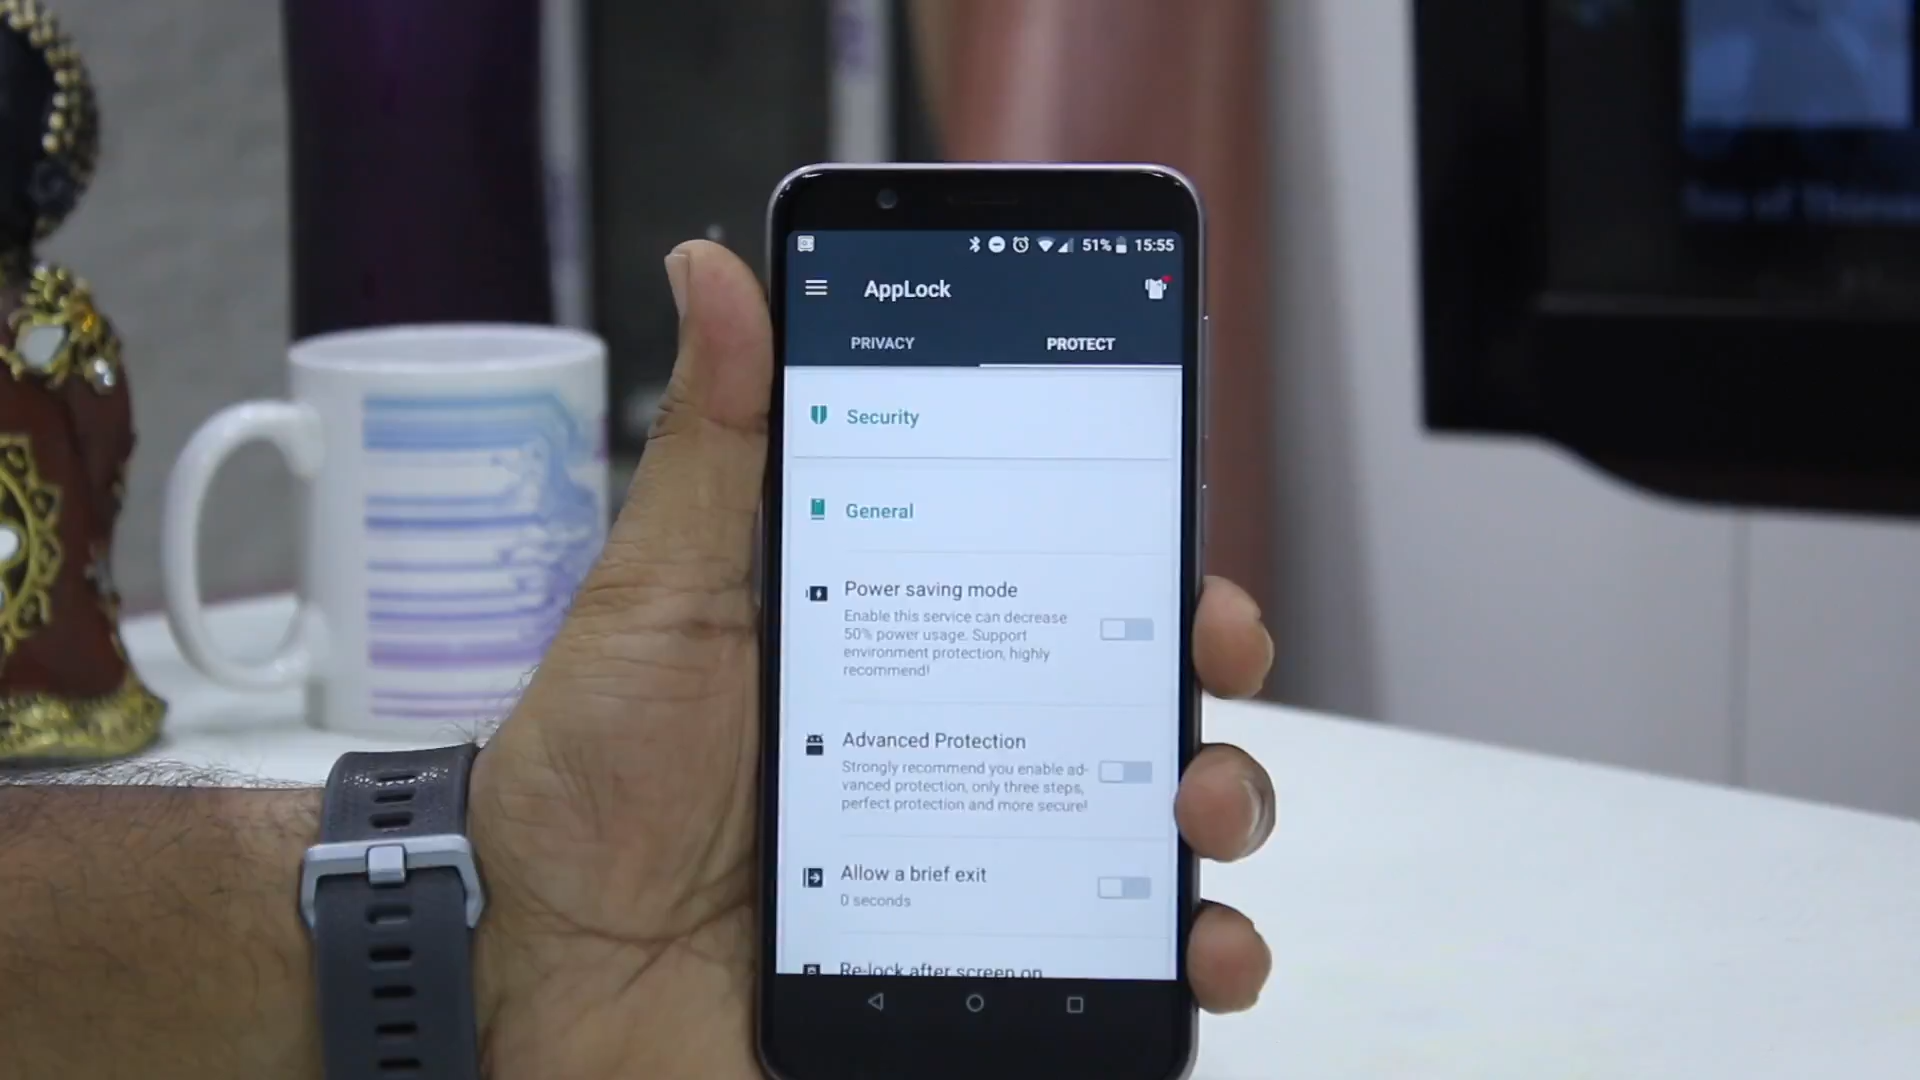 51% 15:55
AppLock
PRIVACY PROTECT
Security
General
Power saving mode
Enable this service can decrease
50% power usage. Support
environment protection, highly
recommend!
Advanced Protection
Strongly recommend you enable ad-
vanced protection, only three steps,
perfect protection and more secure!
Allow a brief exit
0 seconds
Re-lock after screen on